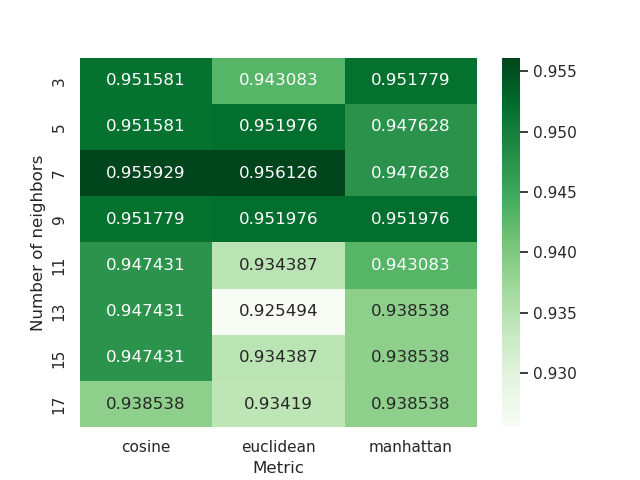 3 0.951581 0.943083 0.951779
5 0.951581 0.951976 0.947628
7 0.955929 0.956126 0.947628
9 0.951779 0.951976 0.951976
11 0.947431 0.934387 0.943083
13 0.947431 0.925494 0.938538
15 0.947431 0.934387 0.938538
17 0.938538 0.93419 0.938538
cosine euclidean manhattan
Metric
Number of neighbors
0.955
0.950
0.945
0.940
0.935
0.930